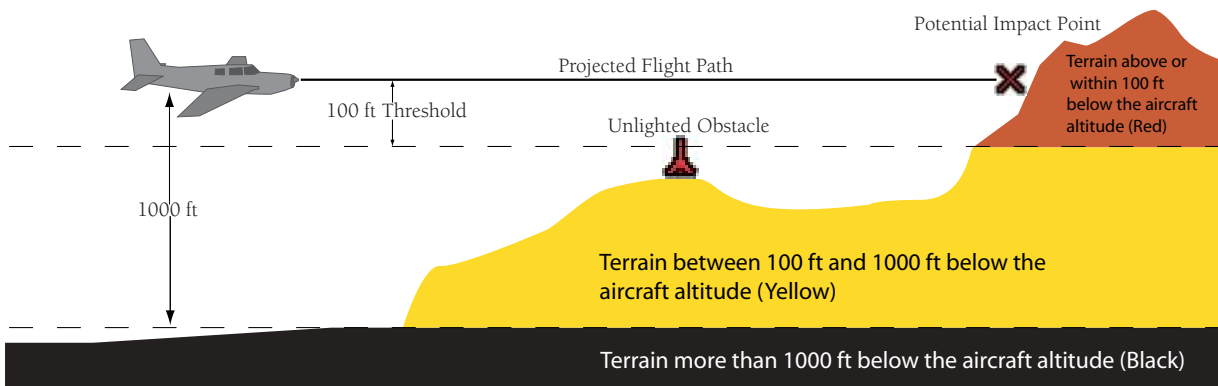 Potential Impact Point
Projected Flight Path
Terrain above or
within 100 ft
below the aircraft
altitude (Red)
100 ft Threshold
Unlighted Obstacle
1000 ft
Terrain between 100 ft and 1000 ft below the
aircraft altitude (Yellow)
Terrain more than 1000 ft below the aircraft altitude (Black)